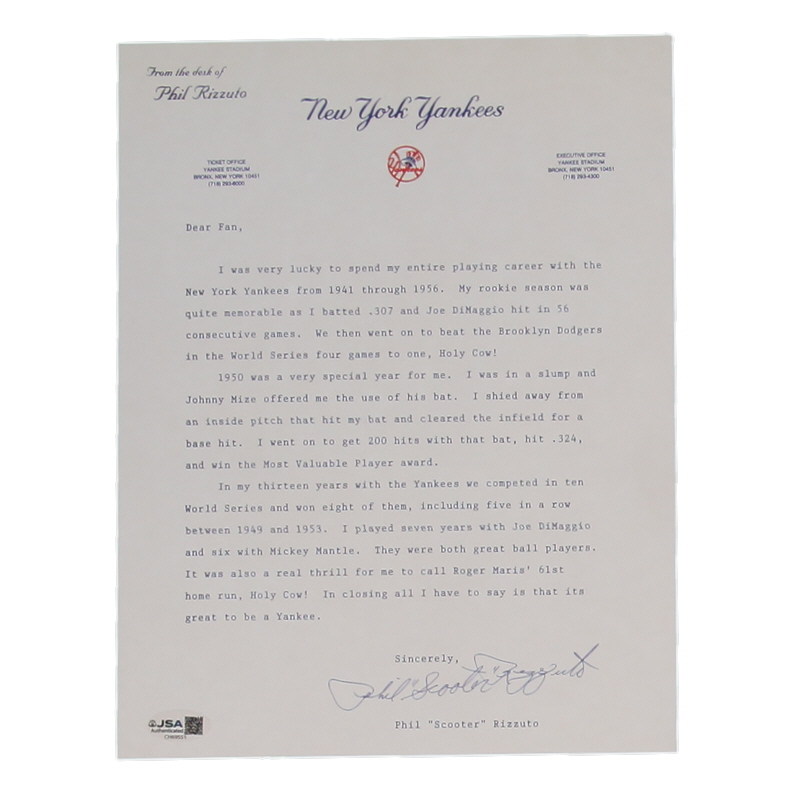 From the desk of
Phil Rizzuto
New York Yankees
TICKET OFFICE
YANKEE STADIUM
BRONX, NEW YORK 10451
(718) 293-6000
EXECUTIVE OFFICE
YANKEE STADIUM
BRONX, NEW YORK 10451
(718) 293-4300
Dear Fan,
I was very lucky to spend my entire playing career with the
New York Yankees from 1941 through 1956. My rookie season was
quite memorable as I batted .307 and Joe DiMaggio hit in 56
consecutive games. We then went on to beat the Brooklyn Dodgers
in the World Series four games to one, Holy Cow!
1950 was a very special year for me. I was in a slump and
Johnny Mize offered me the use of his bat. I shied away from
an inside pitch that hit my bat and cleared the infield for a
base hit. I went on to get 200 hits with that bat, hit .324,
and win the Most Valuable Player award.
In my thirteen years with the Yankees we competed in ten
World Series and won eight of them, including five in a row
between 1949 and 1953. I played seven years with Joe DiMaggio
and six with Mickey Mantle. They were both great ball players.
It was also a real thrill for me to call Roger Maris' 61st
home run, Holy Cow! In closing all I have to say is that its
great to be a Yankee.
Sincerely,
Phil "Scooter" Rizzuto
Phil "Scooter" Rizzuto
JSA
Authenticated